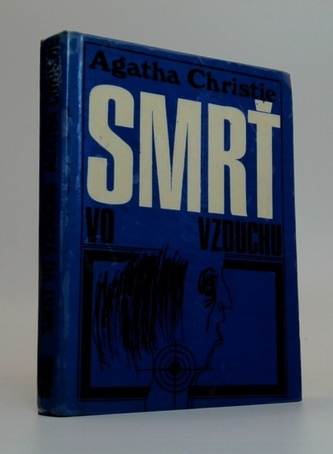 Agatha Christie
SMRŤ
VO VZDUCHU